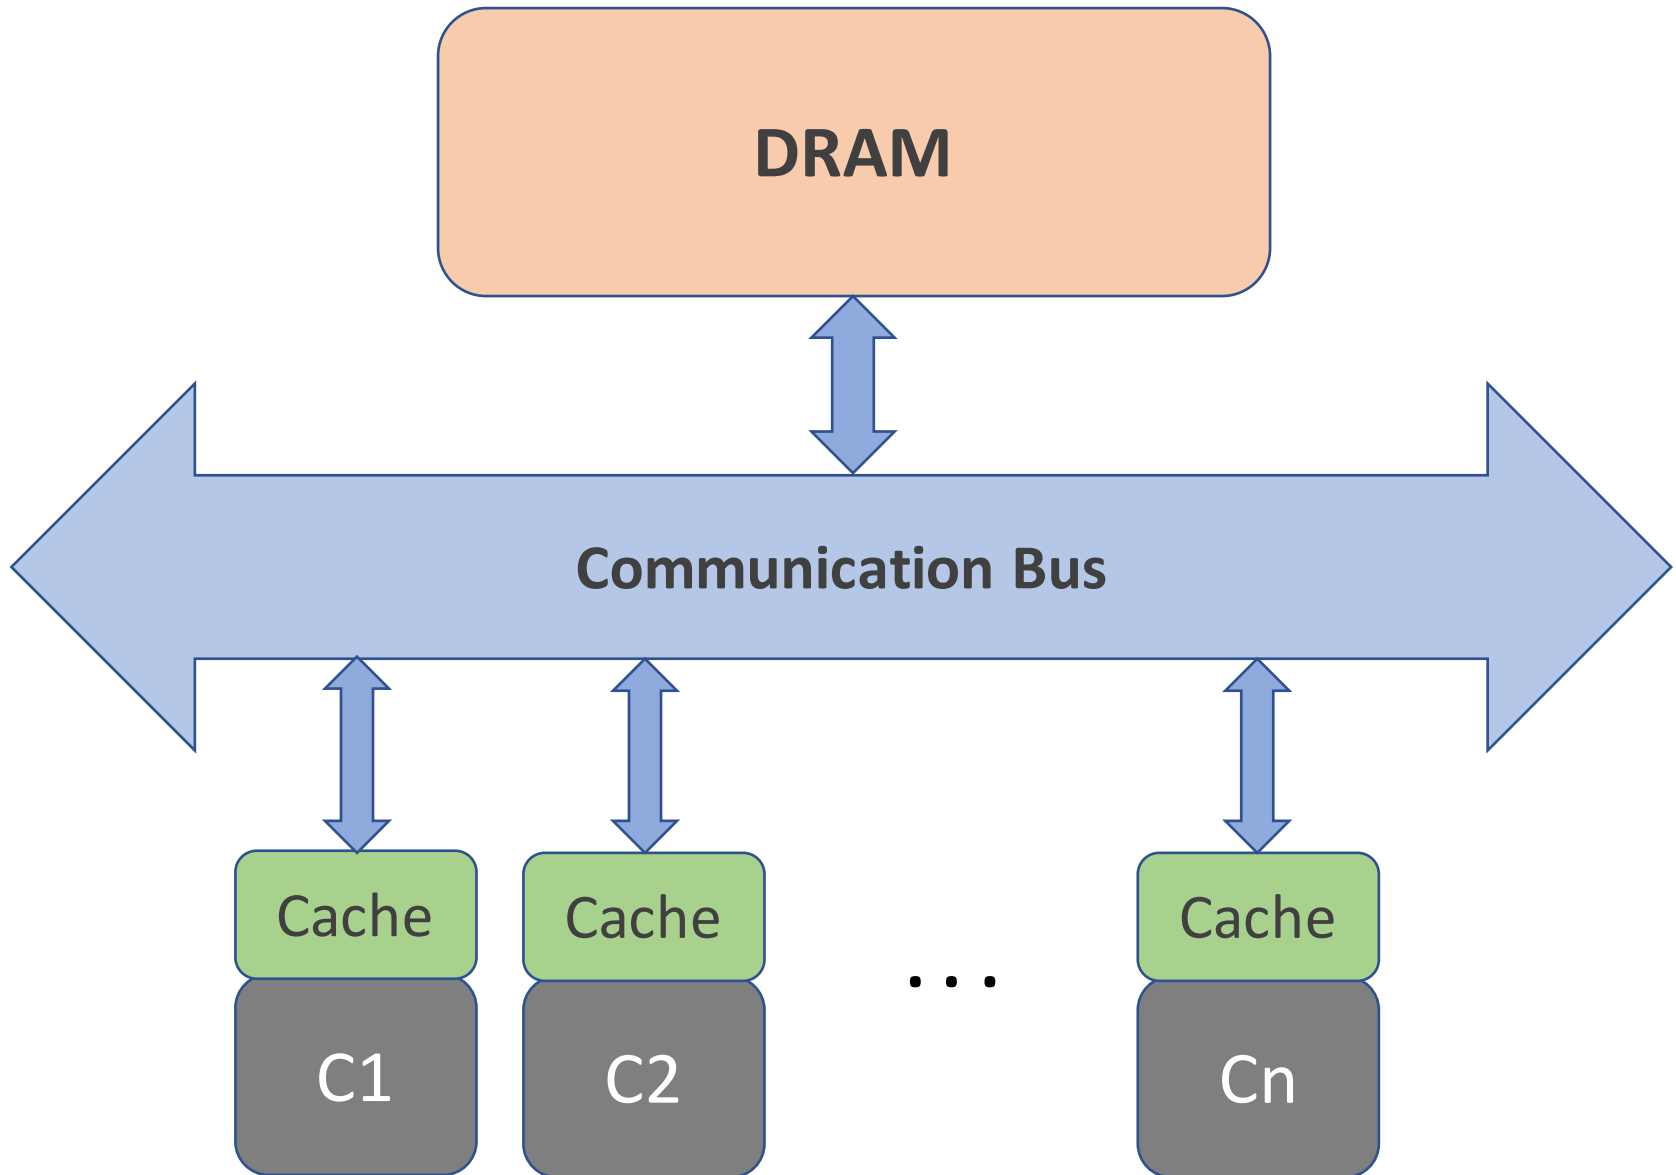 DRAM
Communication Bus
Cache
Cache
Cache
. . .
C1
C2
Cn